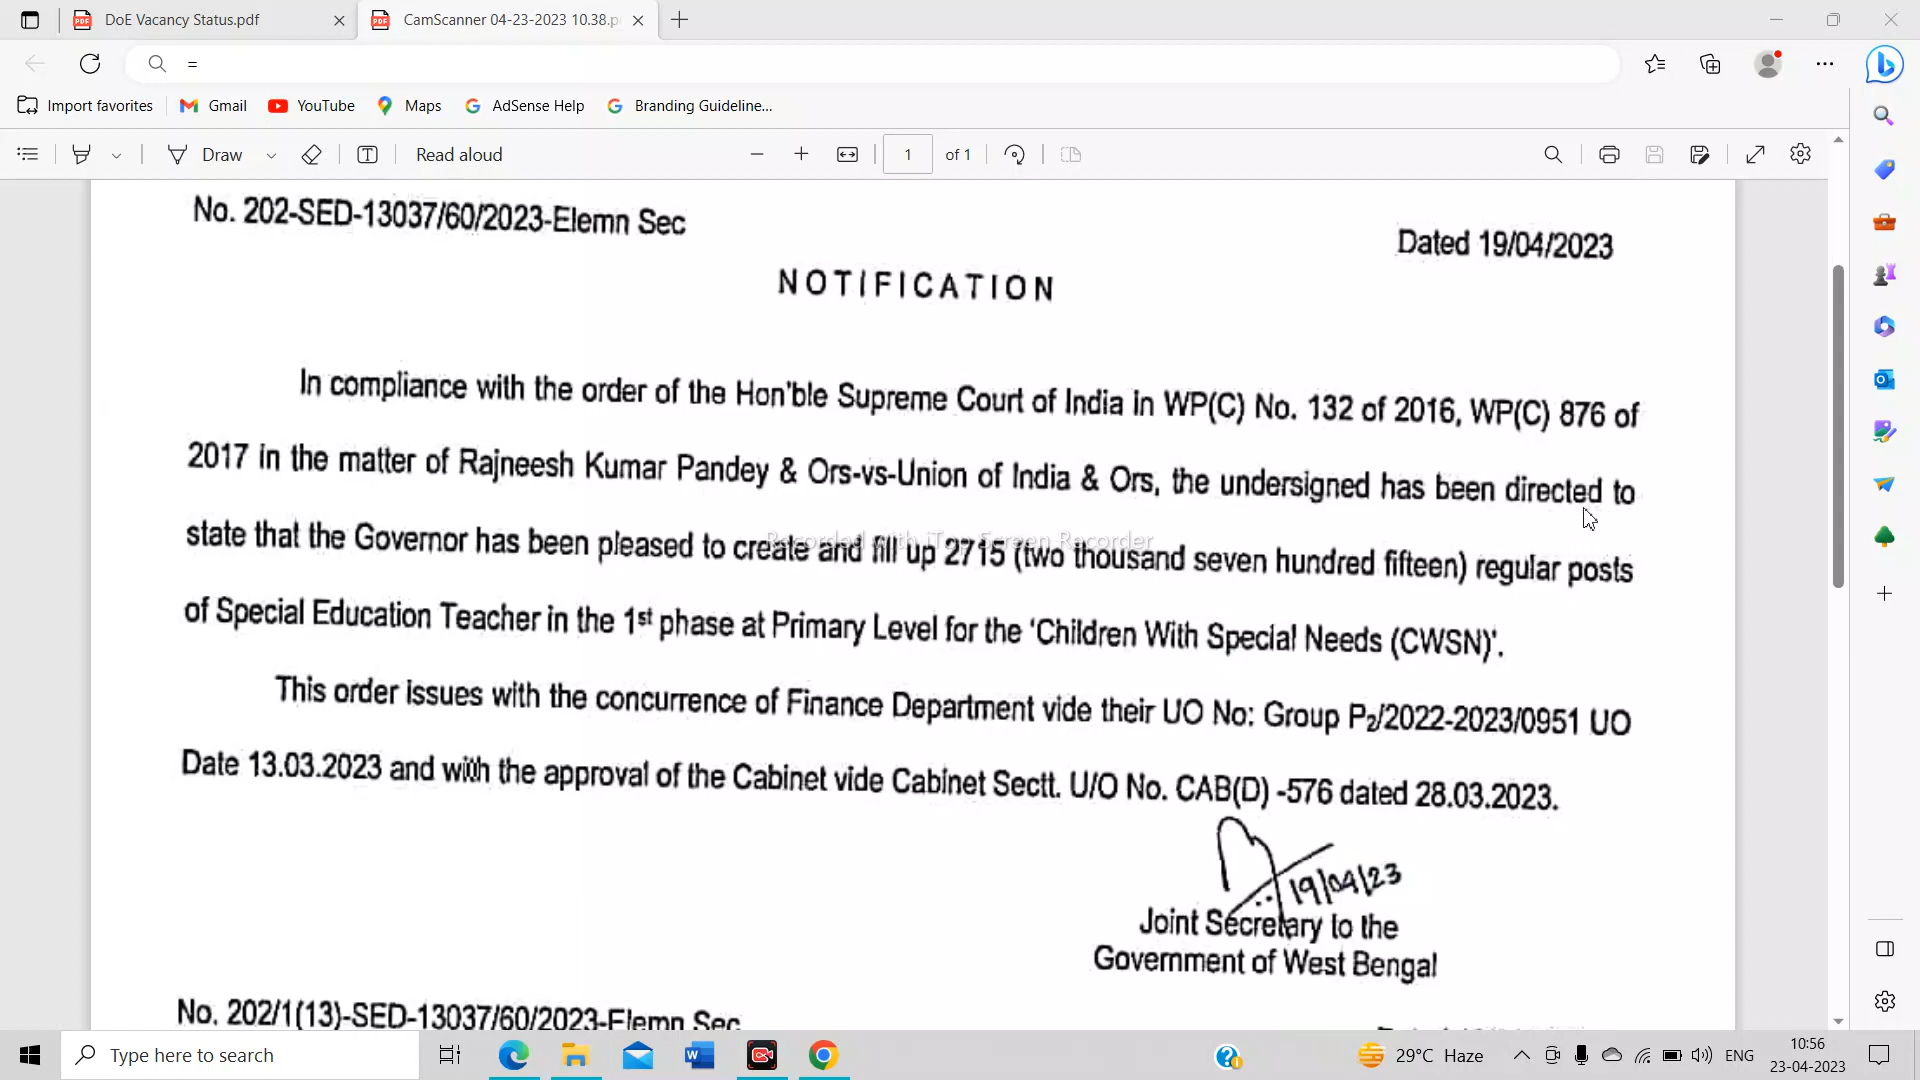 DoE Vacancy Status.pdf
CamScanner 04-23-2023 10.38.p
=
Import favorites
Gmail
YouTube
Maps
AdSense Help
Branding Guideline...
Draw
Read aloud
1
of 1
No. 202-SED-13037/60/2023-Elemn Sec
Dated 19/04/2023
NOTIFICATION
In compliance with the order of the Hon'ble Supreme Court of India in WP(C) No. 132 of 2016, WP(C) 876 of
2017 in the matter of Rajneesh Kumar Pandey & Ors-vs-Union of India & Ors, the undersigned has been directed to
state that the Governor has been pleased to create and fill up 2715 (two thousand seven hundred fifteen) regular posts
Recorded with iTop Screen Recorder
of Special Education Teacher in the 1st phase at Primary Level for the 'Children With Special Needs (CWSN)'.
This order issues with the concurrence of Finance Department vide their UO No: Group P2/2022-2023/0951 UO
Date 13.03.2023 and with the approval of the Cabinet vide Cabinet Sectt. U/O No. CAB(D) -576 dated 28.03.2023.
19/04/23
Joint Secretary to the
Government of West Bengal
No. 202/1(13)-SED-13037/60/2023-Elemn Sec
Type here to search
29°C Haze
ENG
10:56
23-04-2023